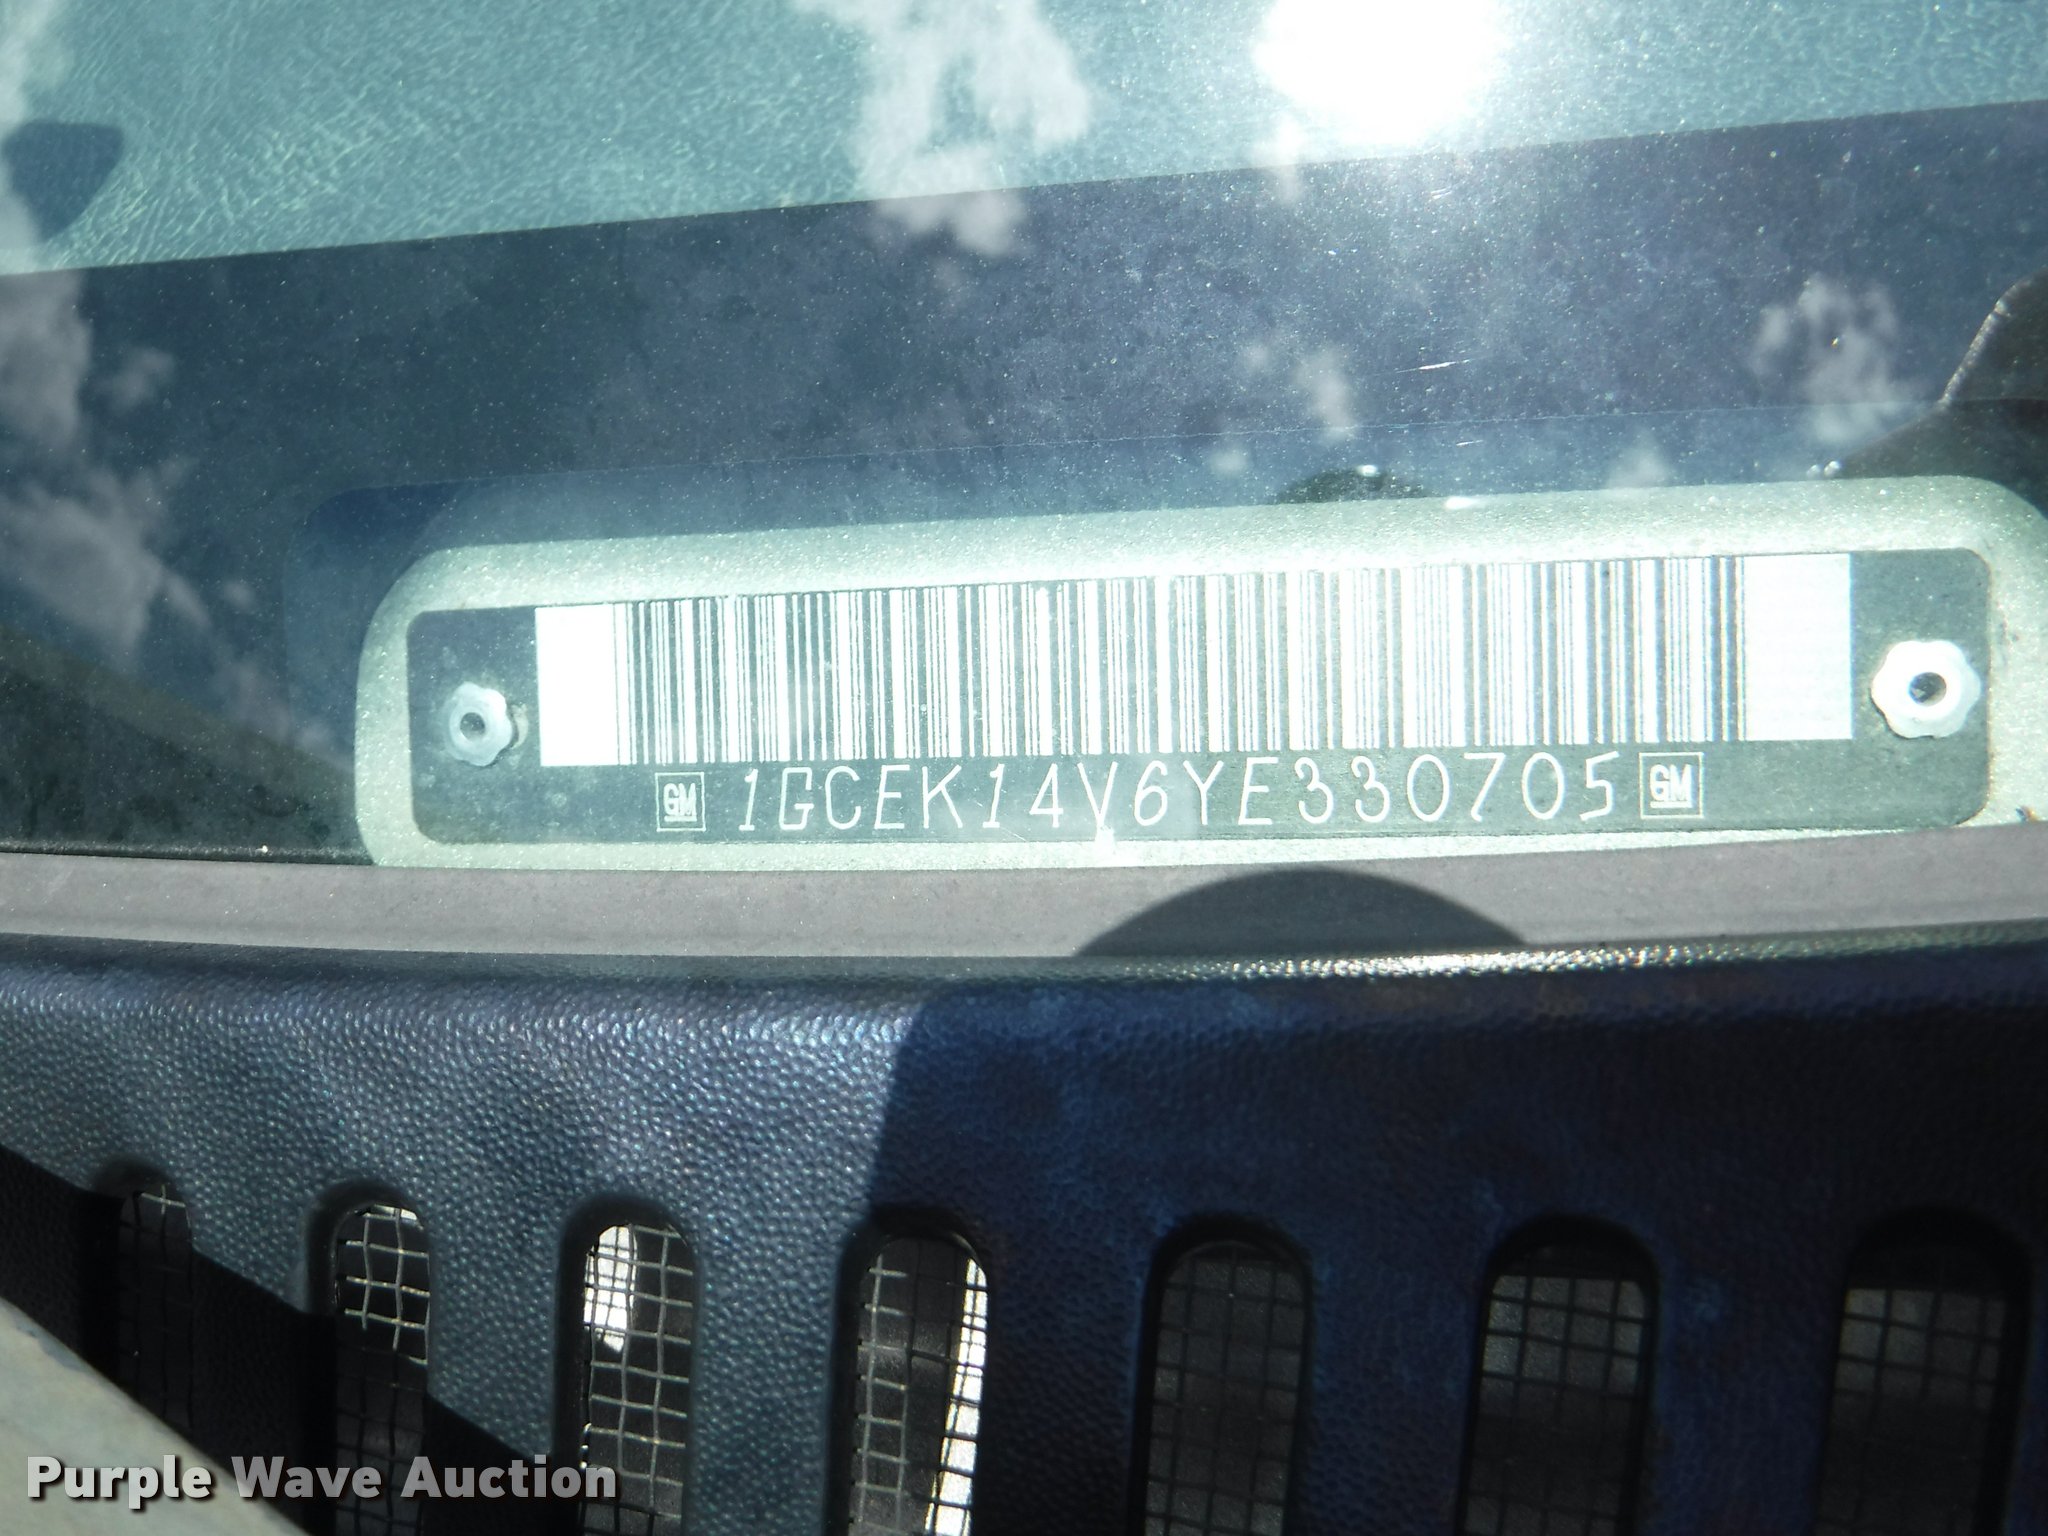 GM 1GCEK14V6YE330705 GM
Purple Wave Auction